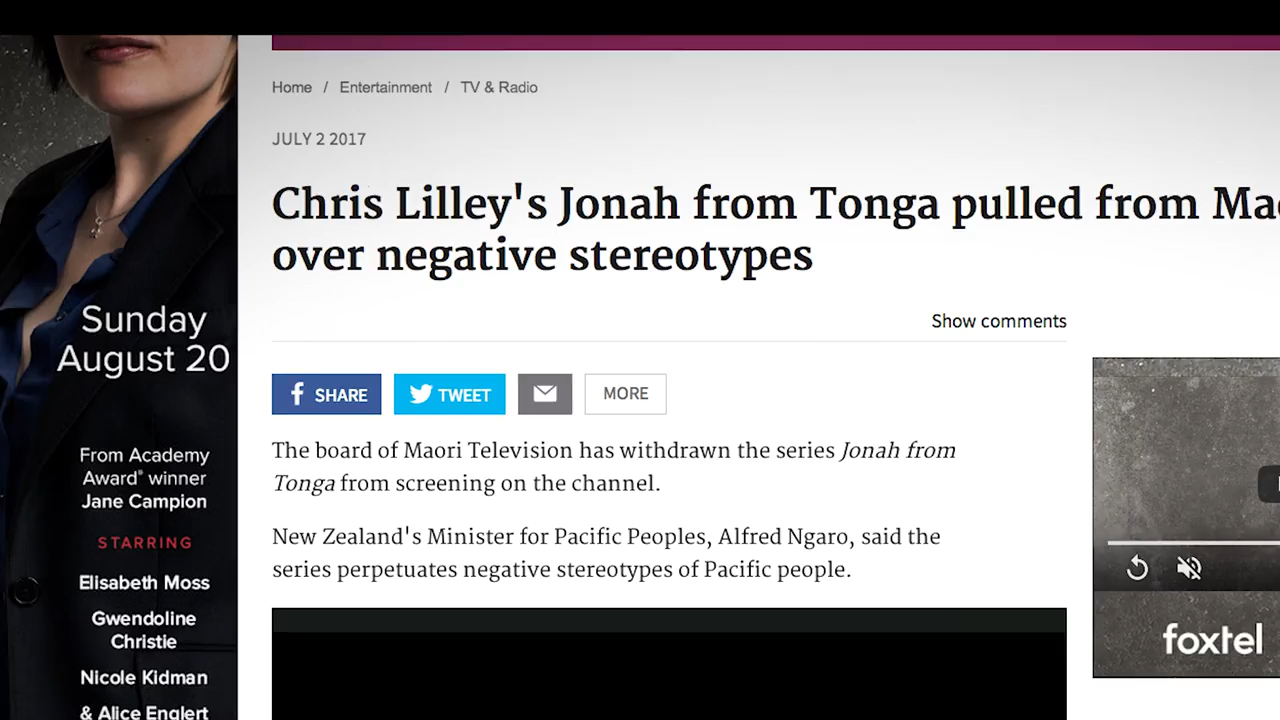 Home / Entertainment / TV & Radio
JULY 2 2017
Chris Lilley's Jonah from Tonga pulled from
over negative stereotypes
Show comments
SHARE
TWEET
MORE
The board of Maori Television has withdrawn the series Jonah from
Tonga from screening on the channel.
New Zealand's Minister for Pacific Peoples, Alfred Ngaro, said the
series perpetuates negative stereotypes of Pacific people.
Sunday
August 20
From Academy
Award® winner
Jane Campion
STARRING
Elisabeth Moss
Gwendoline
Christie
Nicole Kidman
& Alice Englert
foxtel